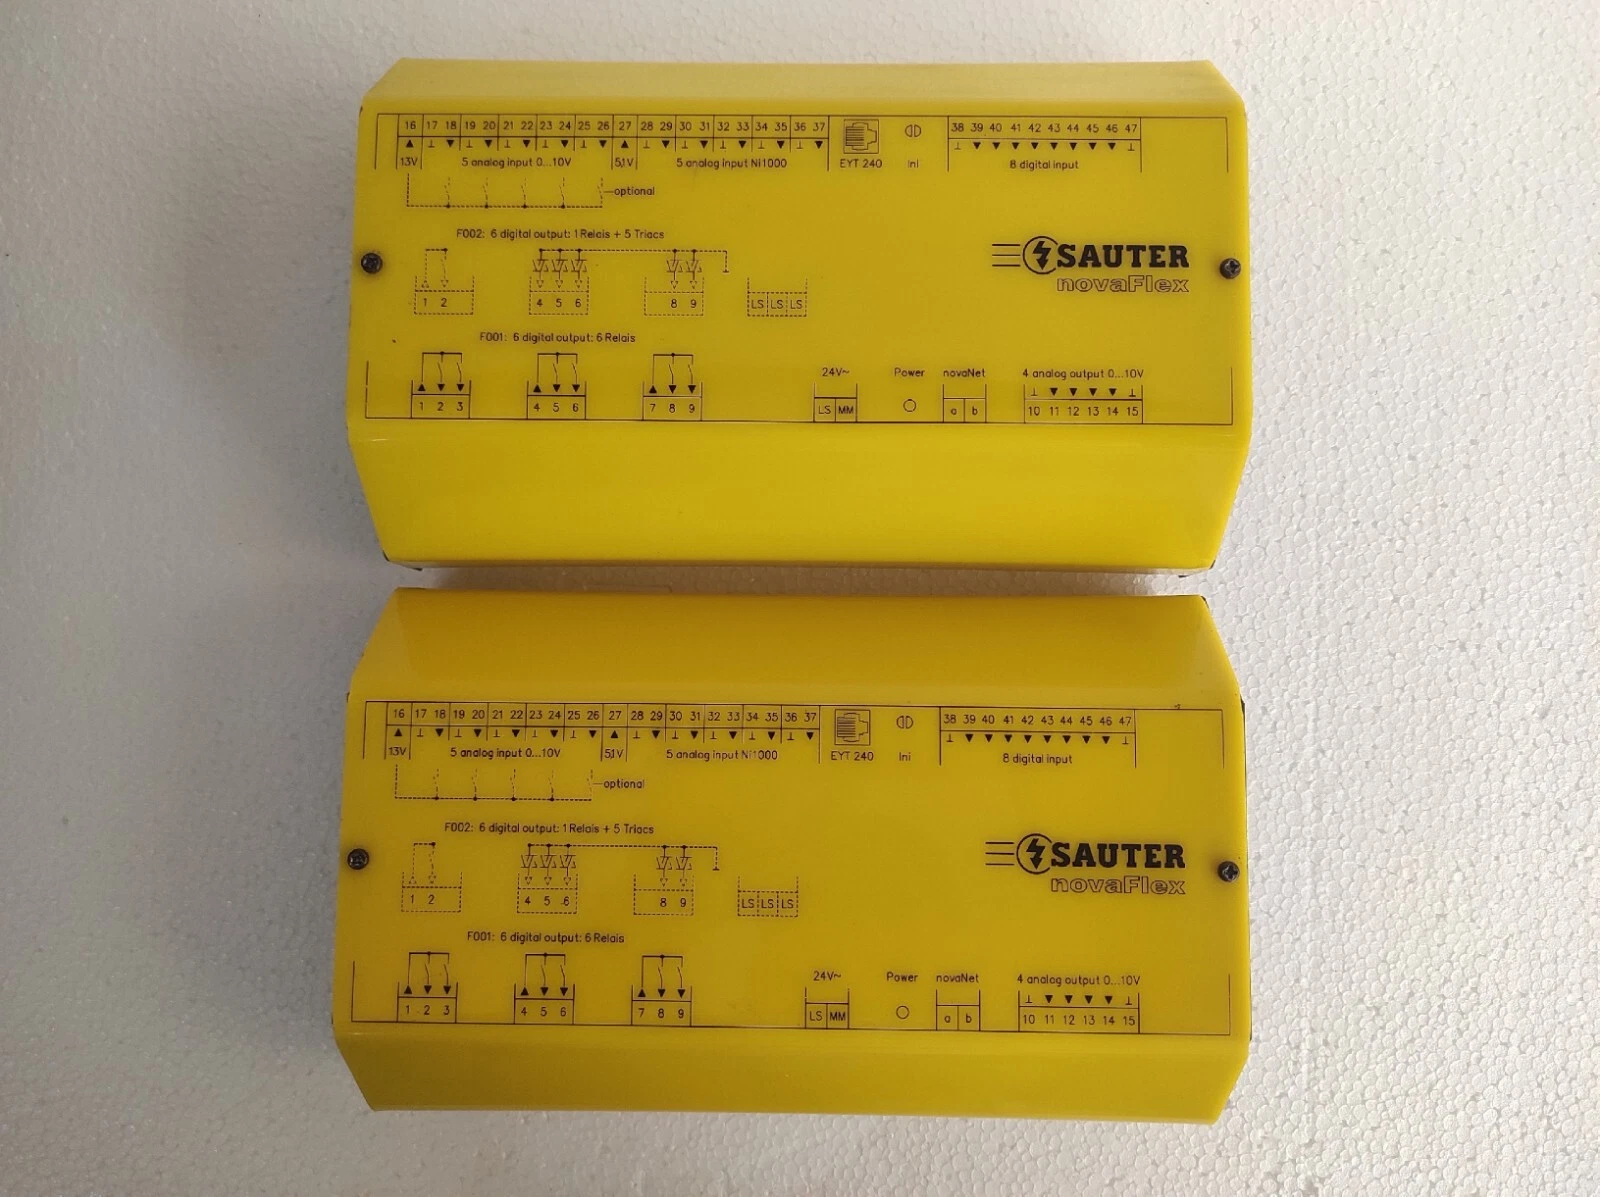 16 17 18 19 20 21 22 23 24 25 26 27 28 29 30 31 32 33 34 35 36 37
38 39 40 41 42 43 44 45 46 47
13V 5 analog input 0...10V 5,1V 5 analog input Ni1000 EYT 240 Ini 8 digital input
optional
F002: 6 digital output: 1 Relais + 5 Triacs
SAUTER
novaFlex
1 2 4 5 6 8 9 LS LS LS
F001: 6 digital output: 6 Relais
24V~ Power novaNet 4 analog output 0...10V
1 2 3 4 5 6 7 8 9 LS MM a b 10 11 12 13 14 15
16 17 18 19 20 21 22 23 24 25 26 27 28 29 30 31 32 33 34 35 36 37
38 39 40 41 42 43 44 45 46 47
13V 5 analog input 0...10V 5,1V 5 analog input Ni1000 EYT 240 Ini 8 digital input
optional
F002: 6 digital output: 1 Relais + 5 Triacs
SAUTER
novaFlex
1 2 4 5 6 8 9 LS LS LS
F001: 6 digital output: 6 Relais
24V~ Power novaNet 4 analog output 0...10V
1 2 3 4 5 6 7 8 9 LS MM a b 10 11 12 13 14 15